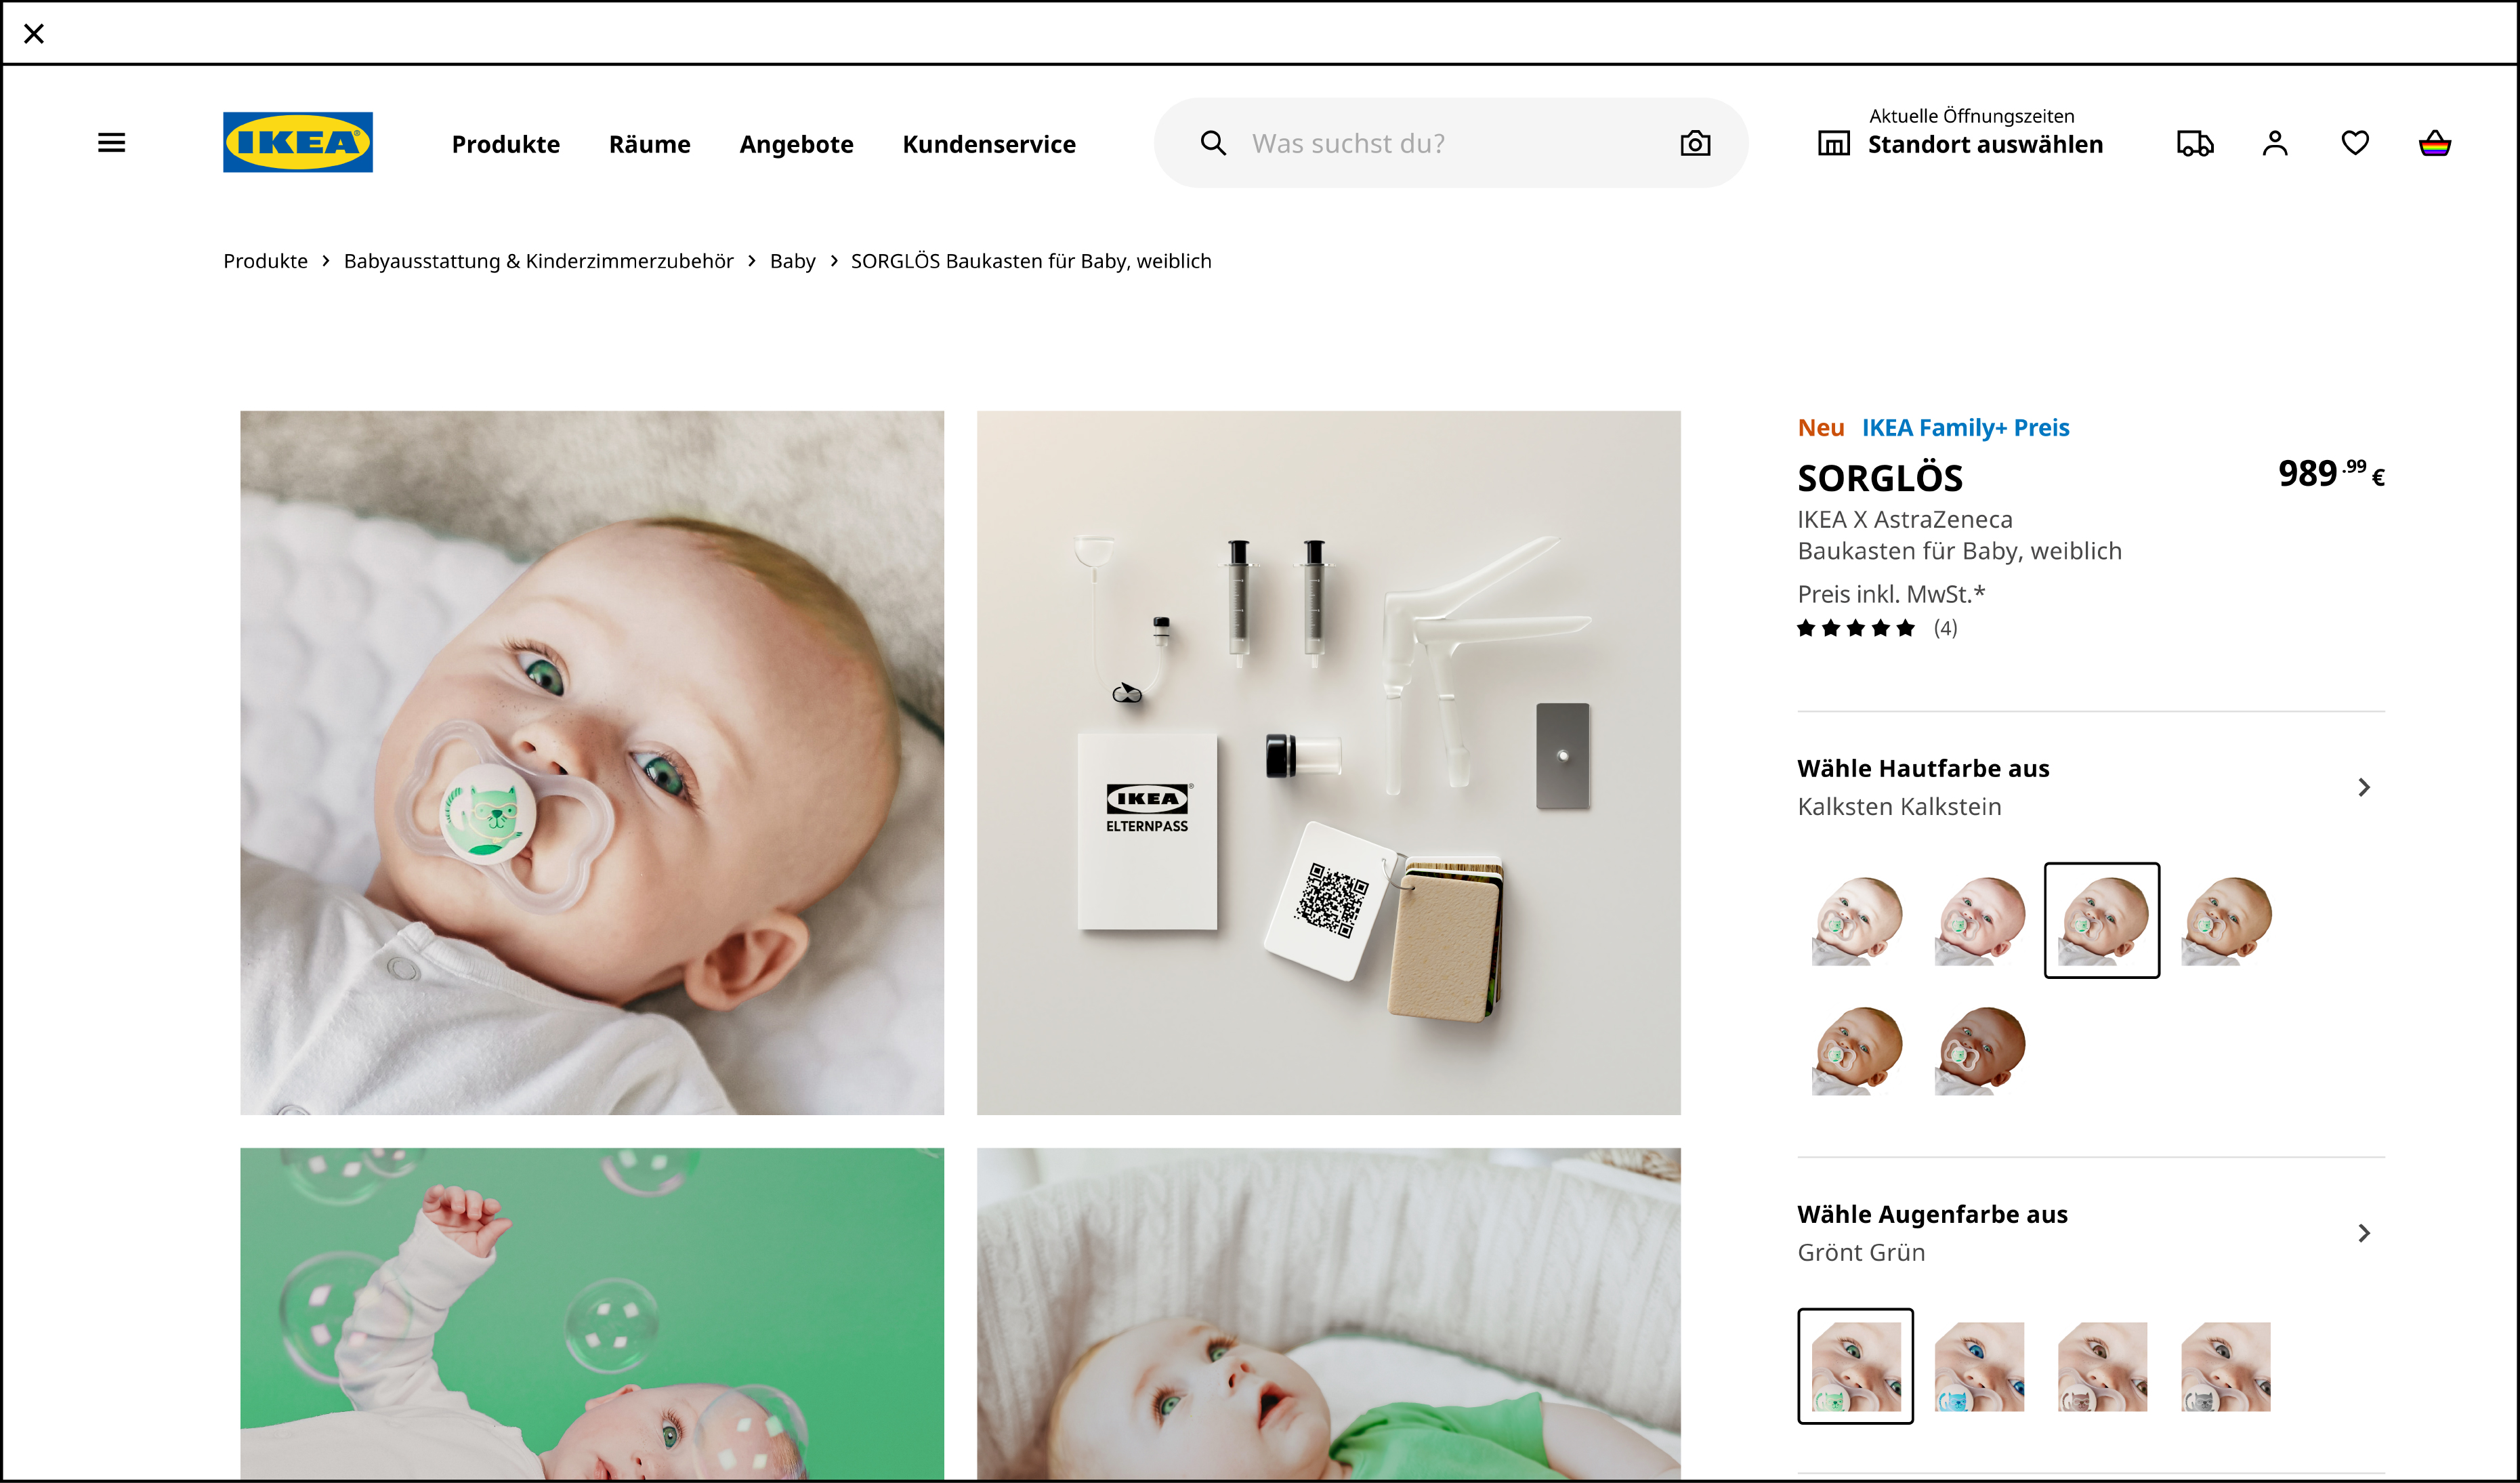 IKEA
Produkte
Räume
Angebote
Kundenservice
Was suchst du?
Aktuelle Öffnungszeiten
Standort auswählen
Produkte > Babyausstattung & Kinderzimmerzubehör > Baby > SORGLÖS Baukasten für Baby, weiblich
IKEA
ELTERNPASS
Neu IKEA Family+ Preis
SORGLÖS 989.99 €
IKEA X AstraZeneca
Baukasten für Baby, weiblich
Preis inkl. MwSt.*
(4)
Wähle Hautfarbe aus
Kalksten Kalkstein
Wähle Augenfarbe aus
Grönt Grün